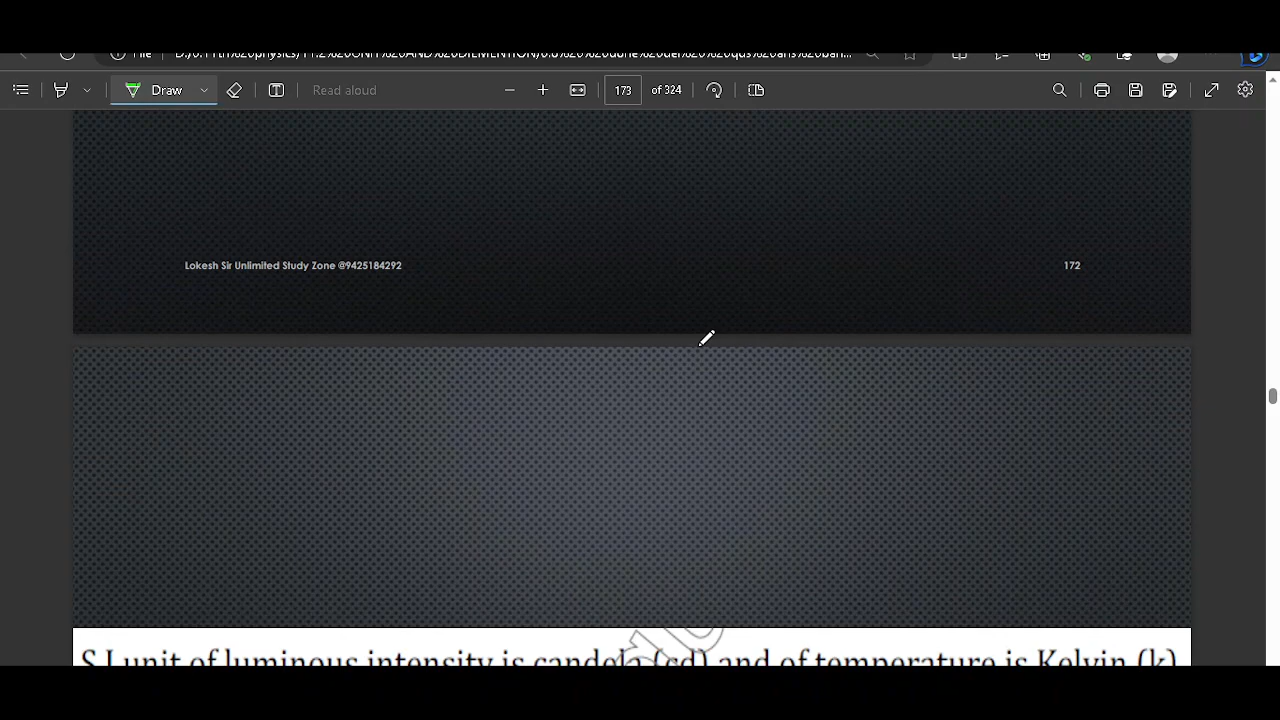 File
Draw
Read aloud
173 of 324
Lokesh Sir Unlimited Study Zone @9425184292
172
S.I unit of luminous intensity is candela (cd) and of temperature is Kelvin (k)